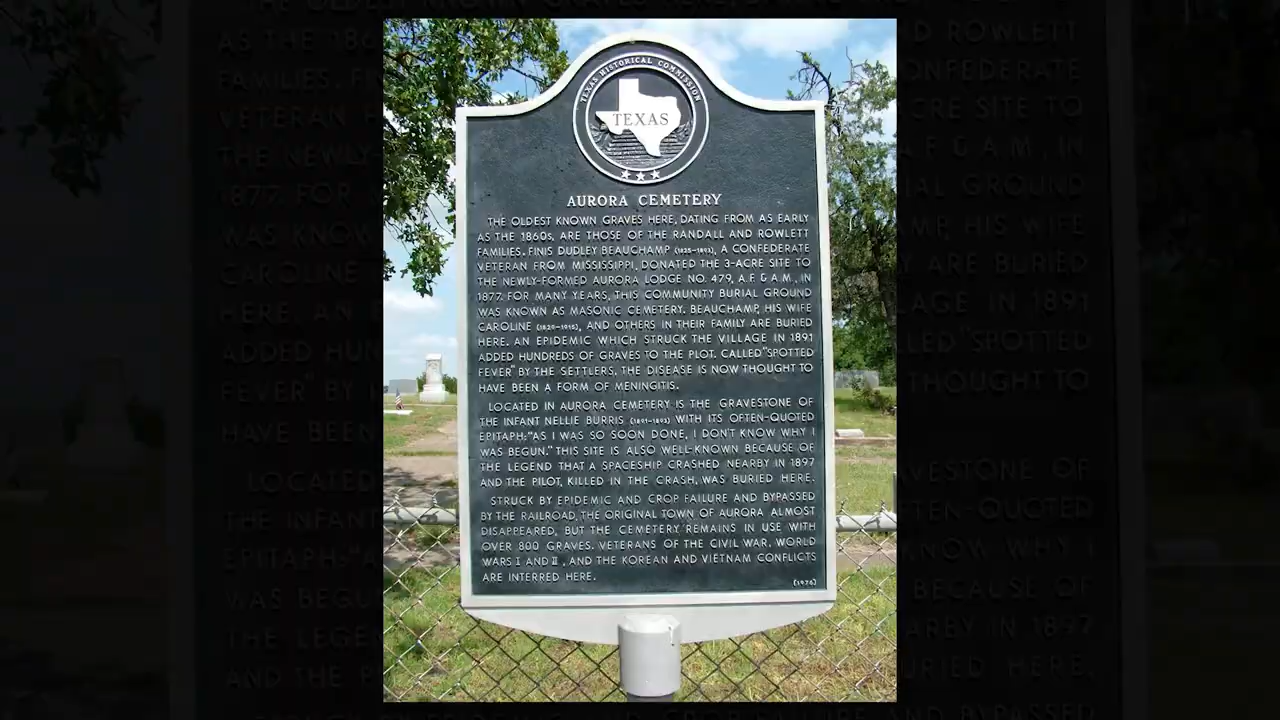 TEXAS HISTORICAL COMMISSION
TEXAS
AURORA CEMETERY
THE OLDEST KNOWN GRAVES HERE, DATING FROM AS EARLY
AS THE 1860s, ARE THOSE OF THE RANDALL AND ROWLETT
FAMILIES. FINIS DUDLEY BEAUCHAMP (1825-1893), A CONFEDERATE
VETERAN FROM MISSISSIPPI, DONATED THE 3-ACRE SITE TO
THE NEWLY-FORMED AURORA LODGE NO. 479, A.F. & A.M., IN
1877. FOR MANY YEARS, THIS COMMUNITY BURIAL GROUND
WAS KNOWN AS MASONIC CEMETERY. BEAUCHAMP, HIS WIFE
CAROLINE (1829-1915), AND OTHERS IN THEIR FAMILY ARE BURIED
HERE. AN EPIDEMIC WHICH STRUCK THE VILLAGE IN 1891
ADDED HUNDREDS OF GRAVES TO THE PLOT. CALLED "SPOTTED
FEVER" BY THE SETTLERS, THE DISEASE IS NOW THOUGHT TO
HAVE BEEN A FORM OF MENINGITIS.
LOCATED IN AURORA CEMETERY IS THE GRAVESTONE OF
THE INFANT NELLIE BURRIS (1891-1893) WITH ITS OFTEN-QUOTED
EPITAPH: "AS I WAS SO SOON DONE, I DON'T KNOW WHY I
WAS BEGUN." THIS SITE IS ALSO WELL-KNOWN BECAUSE OF
THE LEGEND THAT A SPACESHIP CRASHED NEARBY IN 1897
AND THE PILOT, KILLED IN THE CRASH, WAS BURIED HERE.
STRUCK BY EPIDEMIC AND CROP FAILURE AND BYPASSED
BY THE RAILROAD, THE ORIGINAL TOWN OF AURORA ALMOST
DISAPPEARED, BUT THE CEMETERY REMAINS IN USE WITH
OVER 800 GRAVES. VETERANS OF THE CIVIL WAR, WORLD
WARS I AND II, AND THE KOREAN AND VIETNAM CONFLICTS
ARE INTERRED HERE.
(1976)